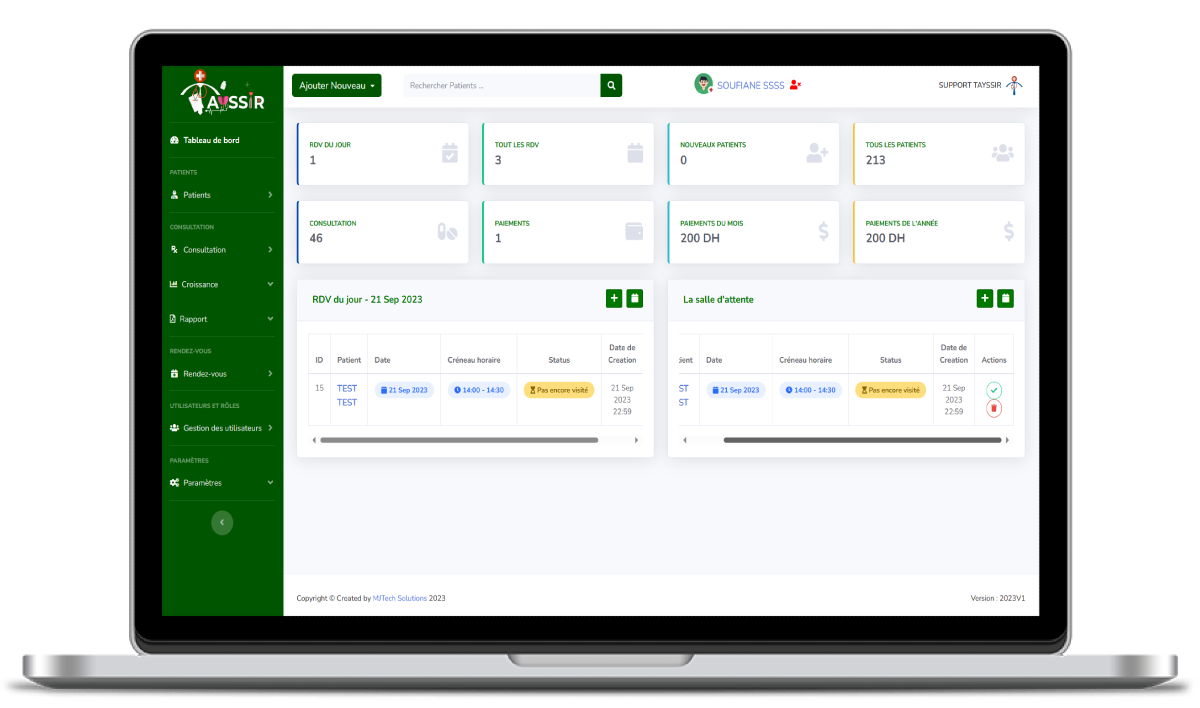 TAYSSIR
Ajouter Nouveau
Rechercher Patients ...
SOUFIANE SSSS
SUPPORT TAYSSIR
Tableau de bord
PATIENTS
Patients
CONSULTATION
Consultation
Croissance
Rapport
RENDEZ-VOUS
Rendez-vous
UTILISATEURS ET RÔLES
Gestion des utilisateurs
PARAMÈTRES
Paramètres
RDV DU JOUR
1
TOUT LES RDV
3
NOUVEAUX PATIENTS
0
TOUS LES PATIENTS
213
CONSULTATION
46
PAIEMENTS
1
PAIEMENTS DU MOIS
200 DH
PAIEMENTS DE L'ANNÉE
200 DH
RDV du jour - 21 Sep 2023
ID Patient Date Créneau horaire Status Date de
Creation
15 TEST
TEST 21 Sep 2023 14:00 - 14:30 Pas encore visité 21 Sep
2023
22:59
La salle d'attente
tient Date Créneau horaire Status Date de
Creation Actions
ST
ST 21 Sep 2023 14:00 - 14:30 Pas encore visité 21 Sep
2023
22:59
Copyright © Created by MJTech Solutions 2023
Version : 2023V1